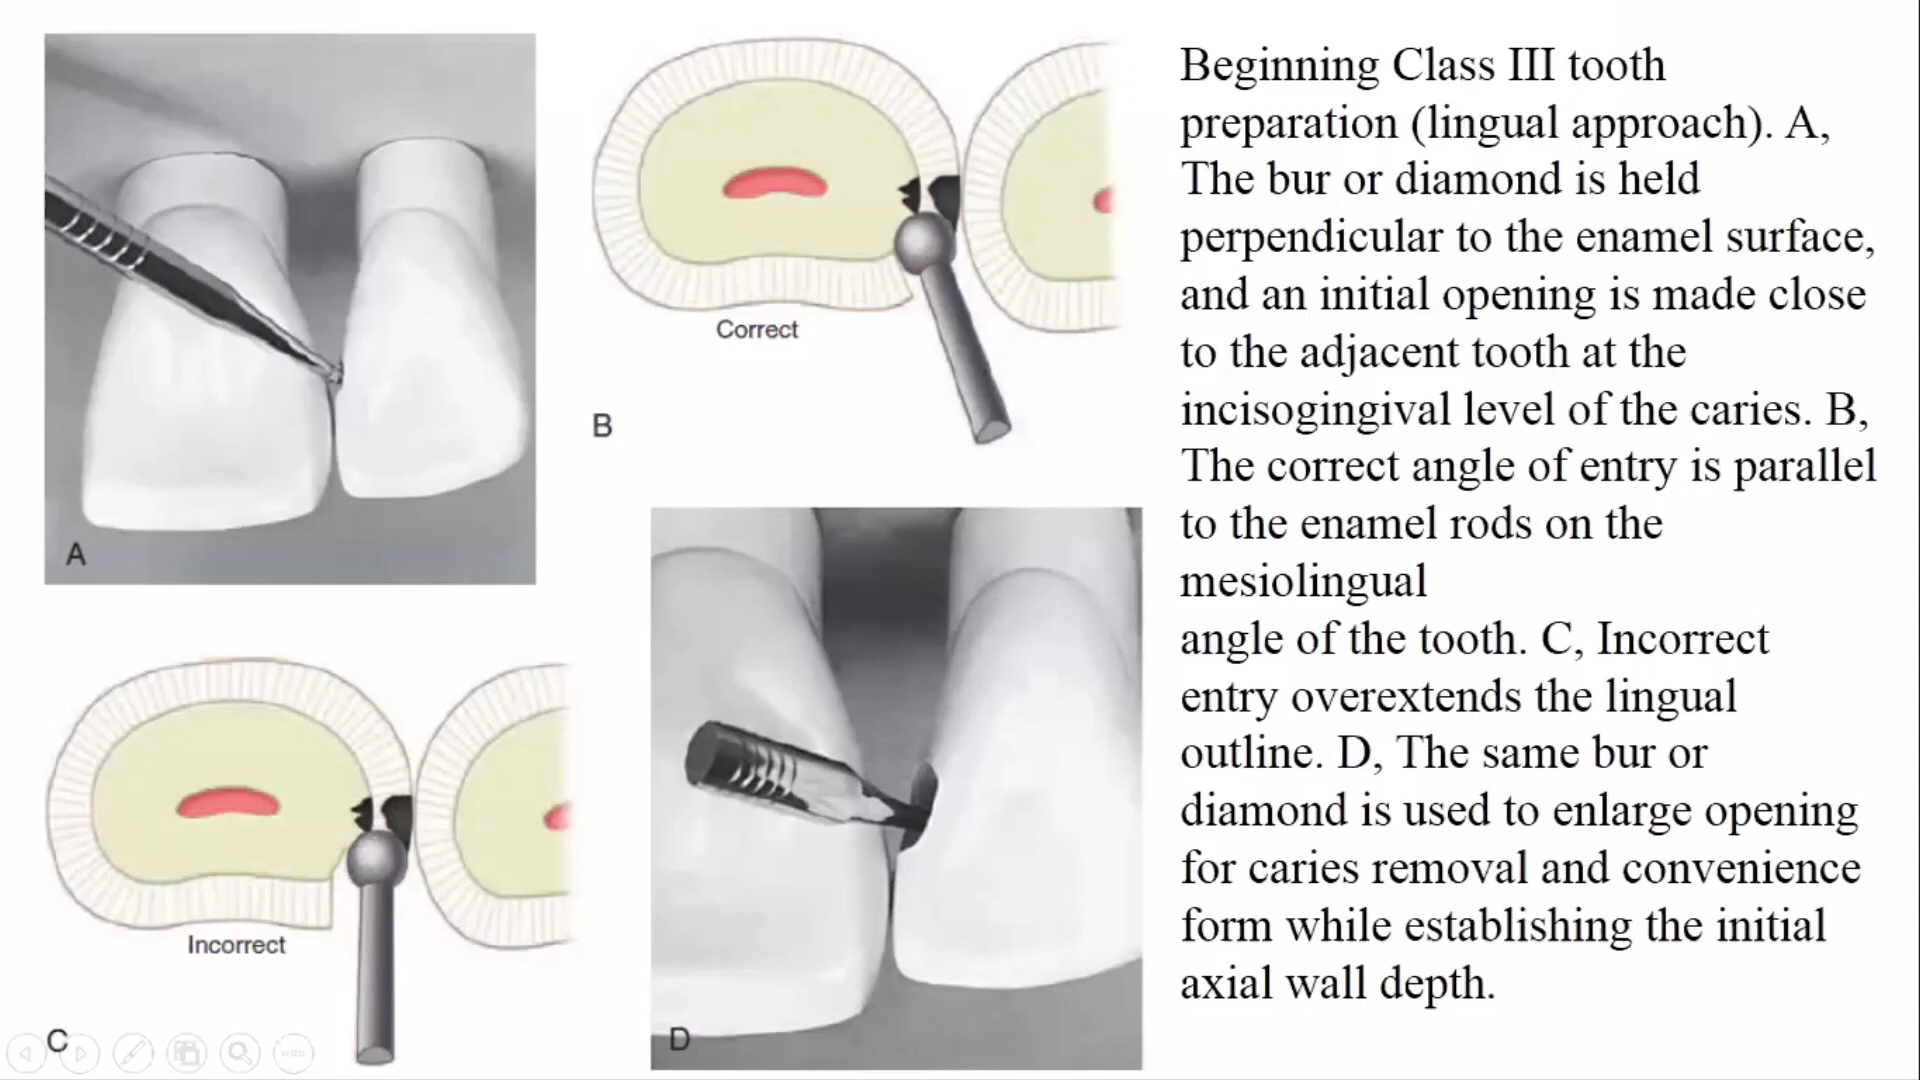 Beginning Class III tooth
preparation (lingual approach). A,
The bur or diamond is held
perpendicular to the enamel surface,
and an initial opening is made close
to the adjacent tooth at the
incisogingival level of the caries. B,
The correct angle of entry is parallel
to the enamel rods on the
mesiolingual
angle of the tooth. C, Incorrect
entry overextends the lingual
outline. D, The same bur or
diamond is used to enlarge opening
for caries removal and convenience
form while establishing the initial
axial wall depth.
A
Correct
B
Incorrect
C
D